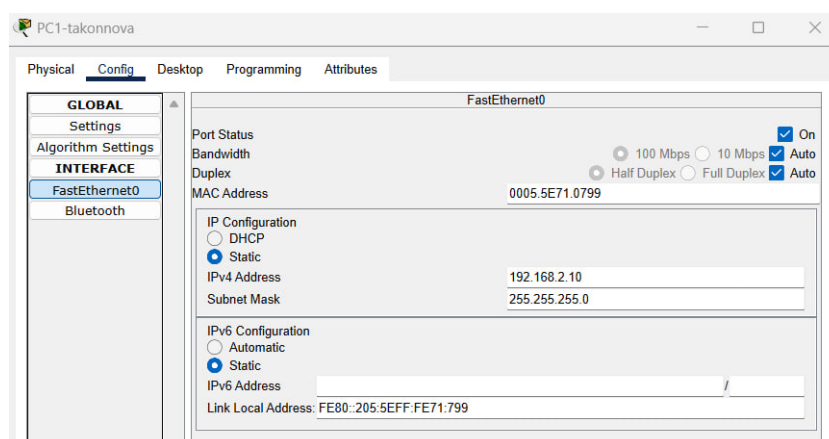 PC1-takonnova
Physical Config Desktop Programming Attributes
GLOBAL
Settings
Algorithm Settings
INTERFACE
FastEthernet0
Bluetooth
FastEthernet0
Port Status On
Bandwidth 100 Mbps 10 Mbps Auto
Duplex Half Duplex Full Duplex Auto
MAC Address 0005.5E71.0799
IP Configuration
DHCP
Static
IPv4 Address 192.168.2.10
Subnet Mask 255.255.255.0
IPv6 Configuration
Automatic
Static
IPv6 Address /
Link Local Address: FE80::205:5EFF:FE71:799